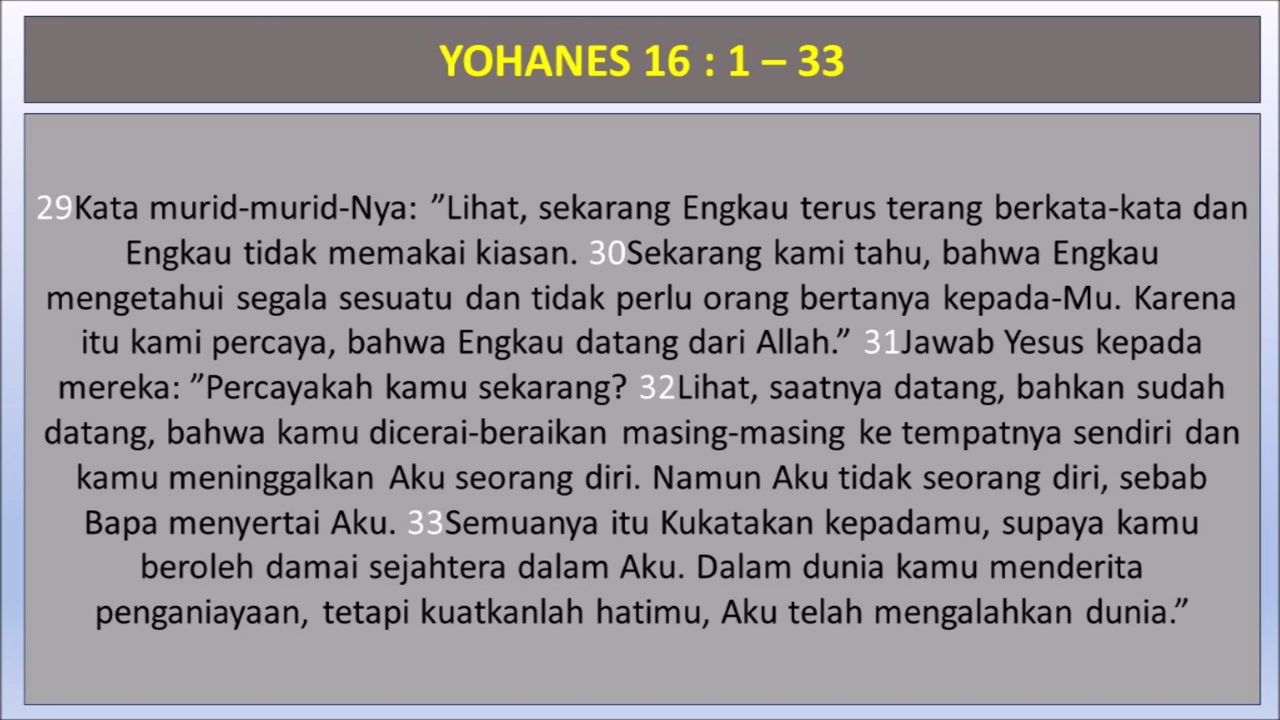 YOHANES 16 : 1 – 33
29Kata murid-murid-Nya: ”Lihat, sekarang Engkau terus terang berkata-kata dan
Engkau tidak memakai kiasan. 30Sekarang kami tahu, bahwa Engkau
mengetahui segala sesuatu dan tidak perlu orang bertanya kepada-Mu. Karena
itu kami percaya, bahwa Engkau datang dari Allah.” 31Jawab Yesus kepada
mereka: ”Percayakah kamu sekarang? 32Lihat, saatnya datang, bahkan sudah
datang, bahwa kamu dicerai-beraikan masing-masing ke tempatnya sendiri dan
kamu meninggalkan Aku seorang diri. Namun Aku tidak seorang diri, sebab
Bapa menyertai Aku. 33Semuanya itu Kukatakan kepadamu, supaya kamu
beroleh damai sejahtera dalam Aku. Dalam dunia kamu menderita
penganiayaan, tetapi kuatkanlah hatimu, Aku telah mengalahkan dunia.”